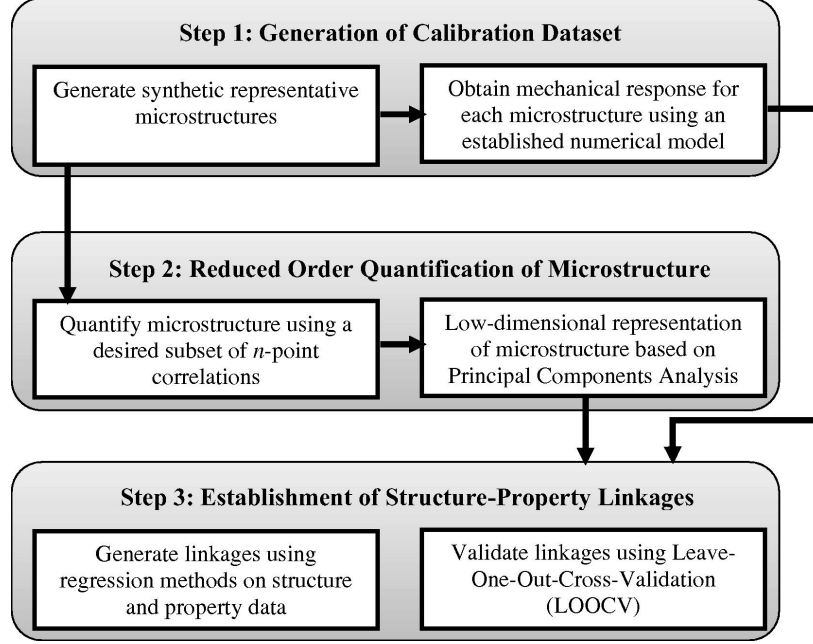 Step 1: Generation of Calibration Dataset
Generate synthetic representative
microstructures
Obtain mechanical response for
each microstructure using an
established numerical model
Step 2: Reduced Order Quantification of Microstructure
Quantify microstructure using a
desired subset of n-point
correlations
Low-dimensional representation
of microstructure based on
Principal Components Analysis
Step 3: Establishment of Structure-Property Linkages
Generate linkages using
regression methods on structure
and property data
Validate linkages using Leave-
One-Out-Cross-Validation
(LOOCV)